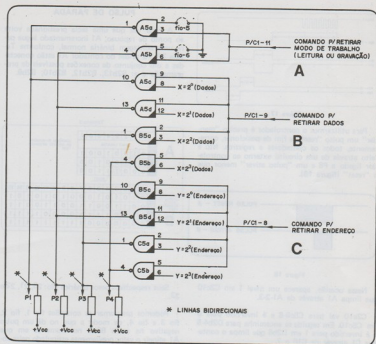 1 A5a 2 3 fio-5
P/C1-11
COMANDO P/RETIRAR
MODO DE TRABALHO
(LEITURA OU GRAVAÇÃO)
A
4 A5b 5 6 fio-6
10 A5c 9 8 X=2⁰(Dados)
13 A5d 11 12 X=2¹(Dados)
P/C1-9
COMANDO P/
RETIRAR DADOS
B
1 B5a 2 3 X=2²(Dados)
4 B5b 5 6 X=2³(Dados)
10 B5c 9 8 Y=2⁰(Endereço)
13 B5d 11 12 Y=2¹(Endereço)
P/C1-8
COMANDO P/
RETIRAR ENDEREÇO
C
1 C5a 2 3 Y=2²(Endereço)
4 C5b 5 6 Y=2³(Endereço)
* * * *
P1 P2 P3 P4
+Vcc +Vcc +Vcc +Vcc
* LINHAS BIDIRECIONAIS